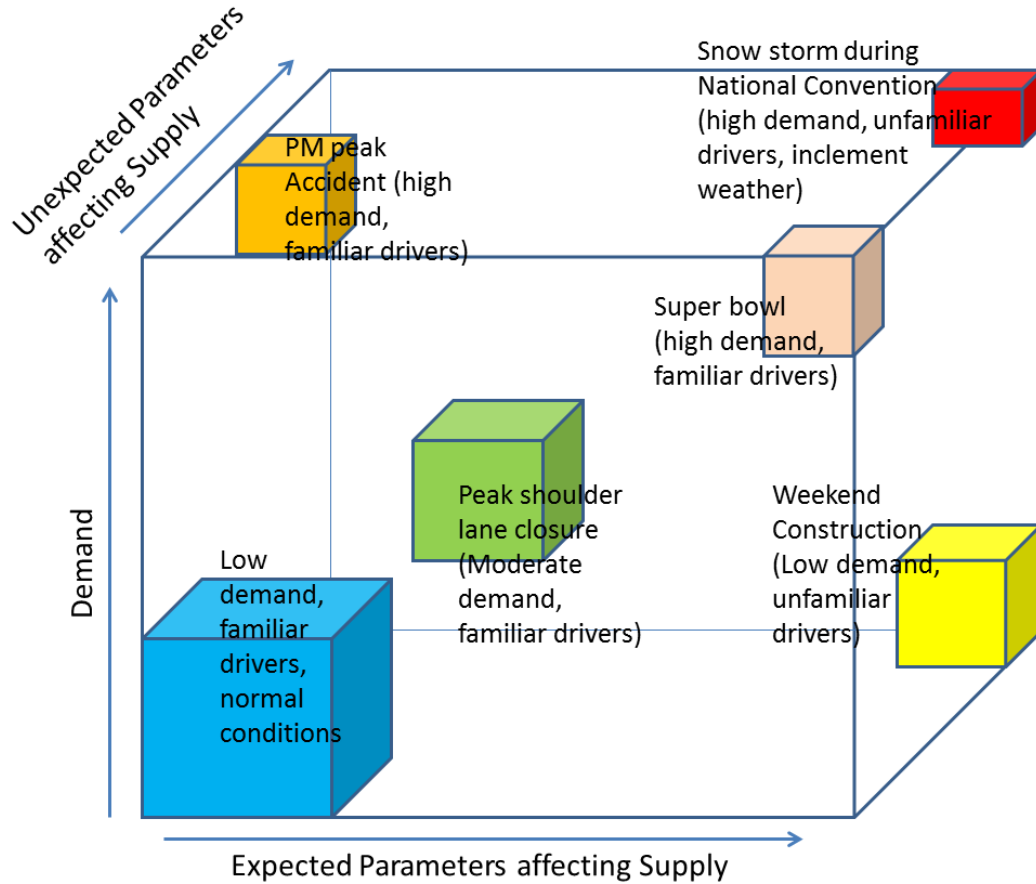 Unexpected Parameters
affecting Supply
Snow storm during
National Convention
(high demand, unfamiliar
drivers, inclement
weather)
PM peak
Accident (high
demand,
familiar drivers)
Super bowl
(high demand,
familiar drivers)
Demand
Peak shoulder
lane closure
(Moderate
demand,
familiar drivers)
Weekend
Construction
(Low demand,
unfamiliar
drivers)
Low
demand,
familiar
drivers,
normal
conditions
Expected Parameters affecting Supply